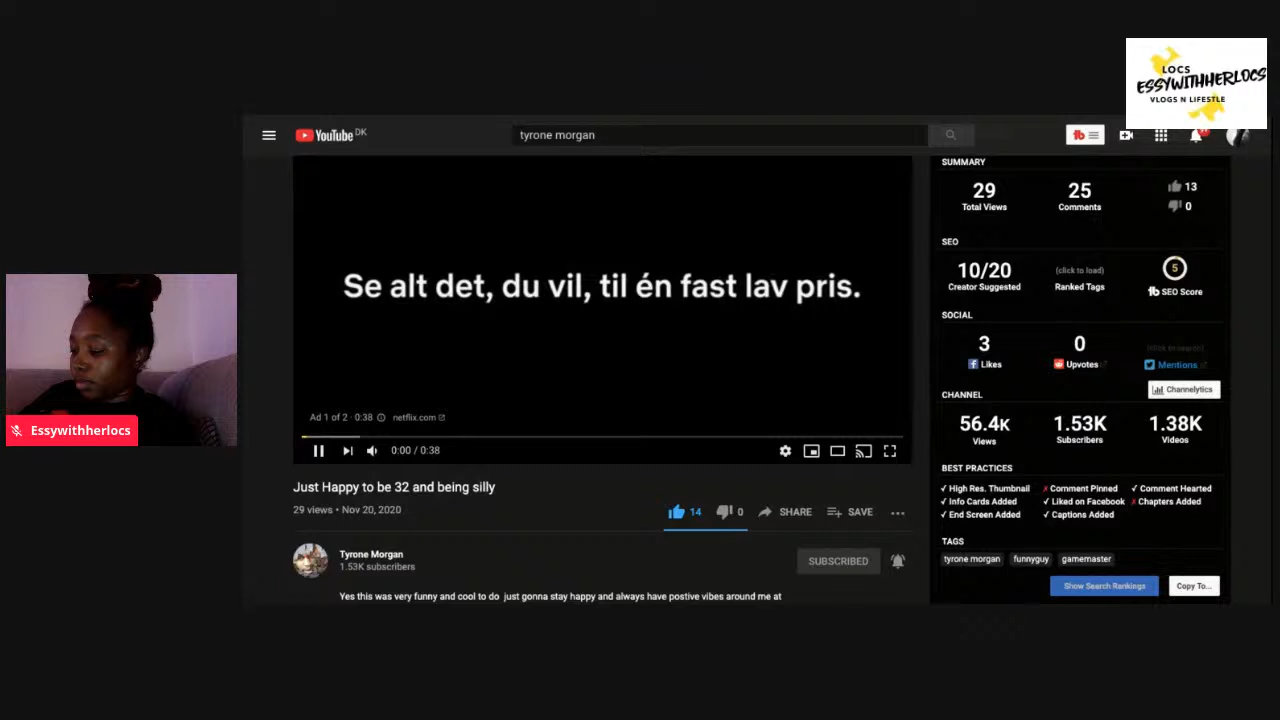 LOCS
ESSYWITHHERLOCS
VLOGS N LIFESTLE
YouTube DK
tyrone morgan
Se alt det, du vil, til én fast lav pris.
Ad 1 of 2 · 0:38
netflix.com
0:00 / 0:38
Just Happy to be 32 and being silly
29 views • Nov 20, 2020
14
0
SHARE
SAVE
Tyrone Morgan
1.53K subscribers
SUBSCRIBED
Yes this was very funny and cool to do just gonna stay happy and always have postive vibes around me at
Essywithherlocs
SUMMARY
29
Total Views
25
Comments
13
0
SEO
10/20
Creator Suggested
(click to load)
Ranked Tags
5
tb SEO Score
SOCIAL
3
Likes
0
Upvotes
(click to search)
Mentions
Channelytics
CHANNEL
56.4K
Views
1.53K
Subscribers
1.38K
Videos
BEST PRACTICES
✓ High Res. Thumbnail ✗ Comment Pinned ✓ Comment Hearted
✓ Info Cards Added ✓ Liked on Facebook ✗ Chapters Added
✓ End Screen Added ✓ Captions Added
TAGS
tyrone morgan funnyguy gamemaster
Show Search Rankings
Copy To...